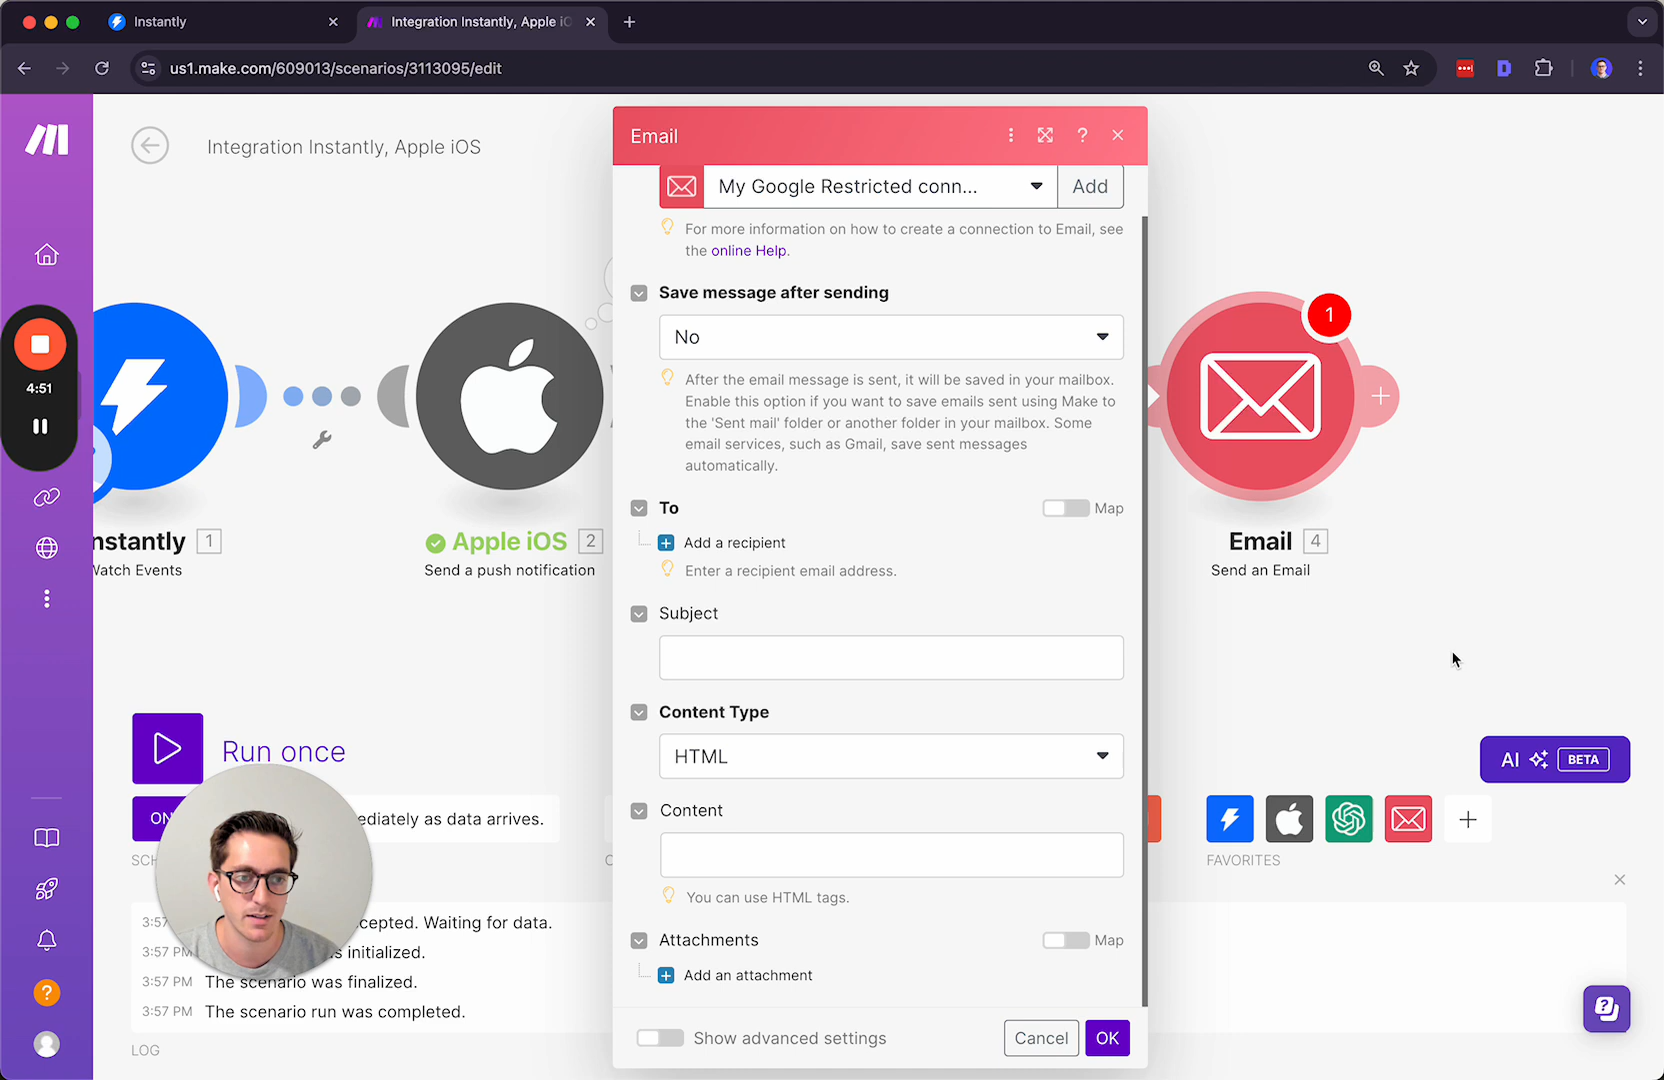 Instantly
Integration Instantly, Apple iO
us1.make.com/609013/scenarios/3113095/edit
Integration Instantly, Apple iOS
Email
My Google Restricted conn...
Add
For more information on how to create a connection to Email, see
the online Help.
Save message after sending
No
After the email message is sent, it will be saved in your mailbox.
Enable this option if you want to save emails sent using Make to
the 'Sent mail' folder or another folder in your mailbox. Some
email services, such as Gmail, save sent messages
automatically.
To
Map
Add a recipient
Enter a recipient email address.
Subject
Content Type
HTML
Content
You can use HTML tags.
Attachments
Map
Add an attachment
Show advanced settings
Cancel
OK
4:51
1
nstantly 1
Watch Events
Apple iOS 2
Send a push notification
Email 4
Send an Email
Run once
ON
ediately as data arrives.
SCH
AI BETA
FAVORITES
3:57
cepted. Waiting for data.
3:57 PM
s initialized.
3:57 PM The scenario was finalized.
3:57 PM The scenario run was completed.
LOG